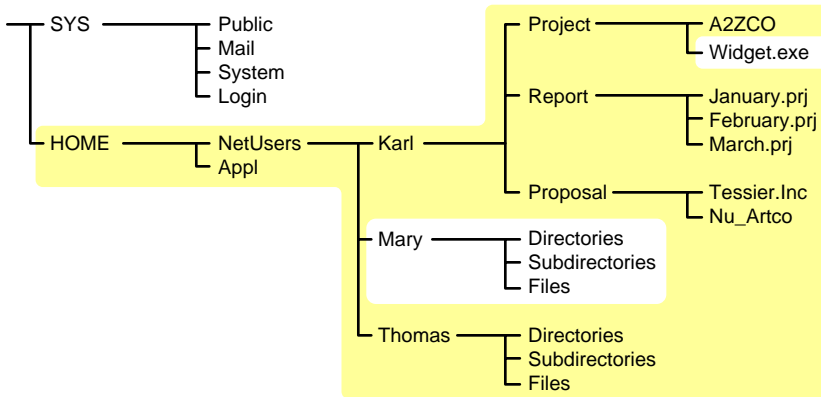 SYS Public Project A2ZCO
Mail Widget.exe
System
Login Report January.prj
February.prj
HOME NetUsers Karl March.prj
Appl
Proposal Tessier.Inc
Nu_Artco
Mary Directories
Subdirectories
Files
Thomas Directories
Subdirectories
Files